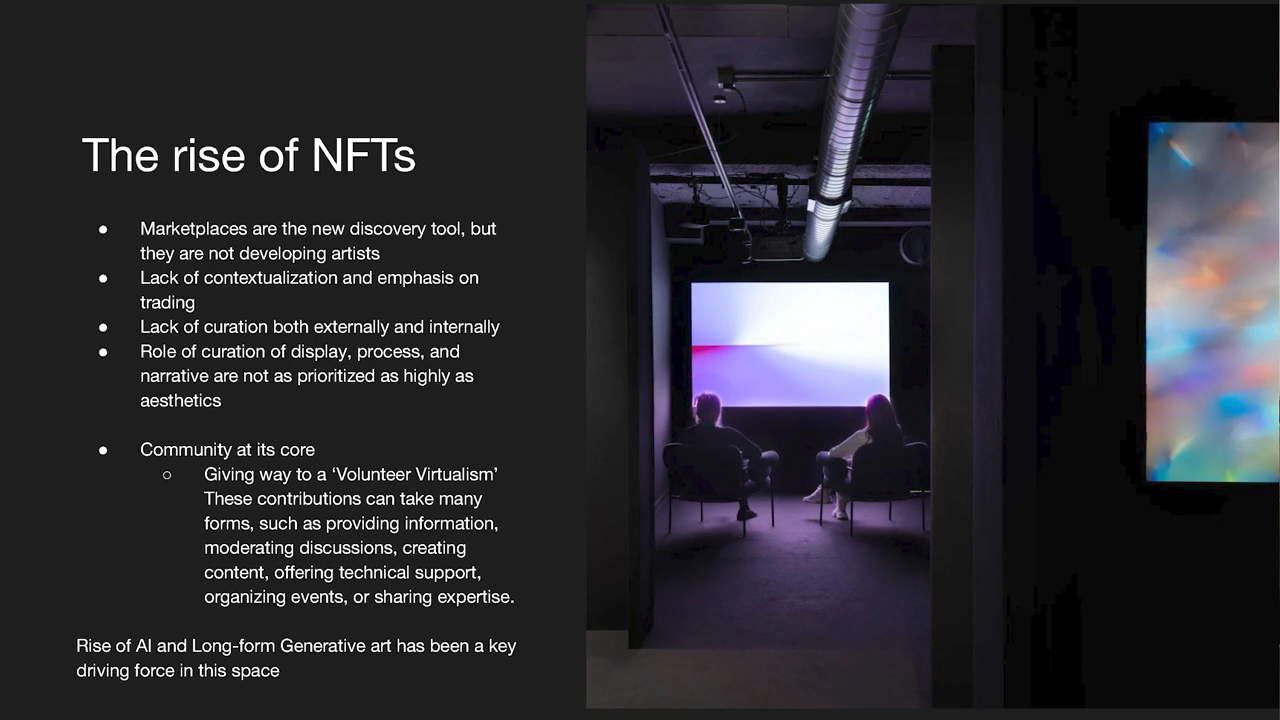 The rise of NFTs
● Marketplaces are the new discovery tool, but
they are not developing artists
● Lack of contextualization and emphasis on
trading
● Lack of curation both externally and internally
● Role of curation of display, process, and
narrative are not as prioritized as highly as
aesthetics
● Community at its core
○ Giving way to a ‘Volunteer Virtualism’
These contributions can take many
forms, such as providing information,
moderating discussions, creating
content, offering technical support,
organizing events, or sharing expertise.
Rise of AI and Long-form Generative art has been a key
driving force in this space